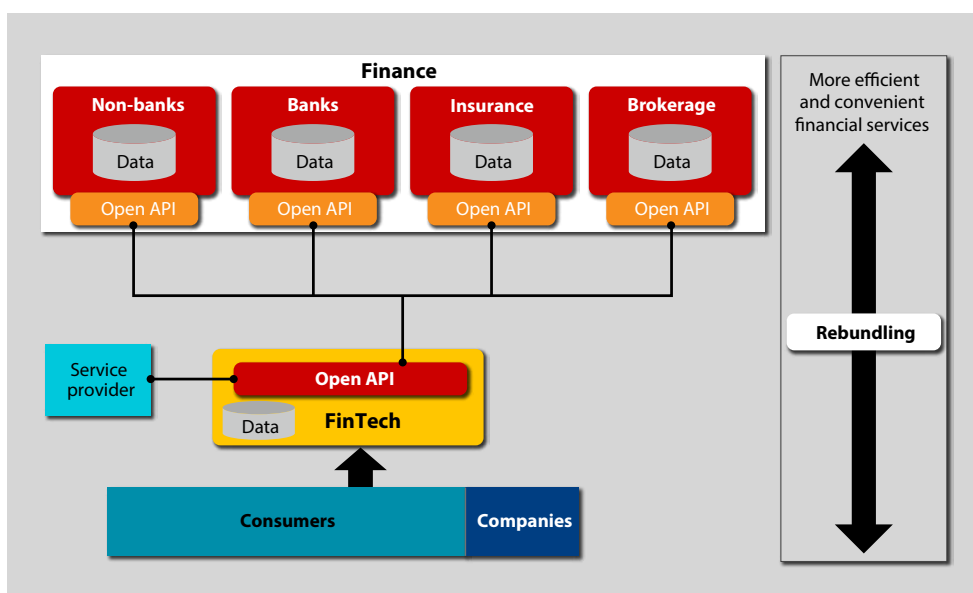 Finance
Non-banks
Banks
Insurance
Brokerage
Data
Data
Data
Data
Open API
Open API
Open API
Open API
More efficient
and convenient
financial services
Rebundling
Service
provider
Open API
Data
FinTech
Consumers
Companies